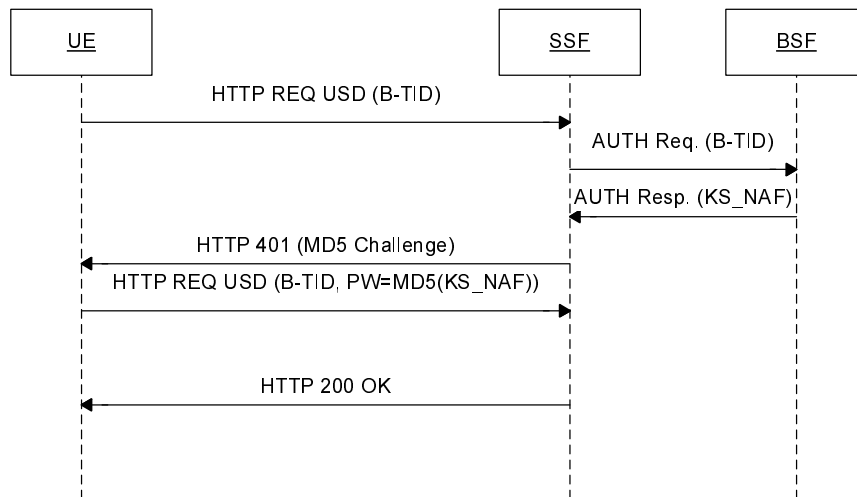 UE
SSF
BSF
HTTP REQ USD (B-TID)
AUTH Req. (B-TID)
AUTH Resp. (KS_NAF)
HTTP 401 (MD5 Challenge)
HTTP REQ USD (B-TID, PW=MD5(KS_NAF))
HTTP 200 OK